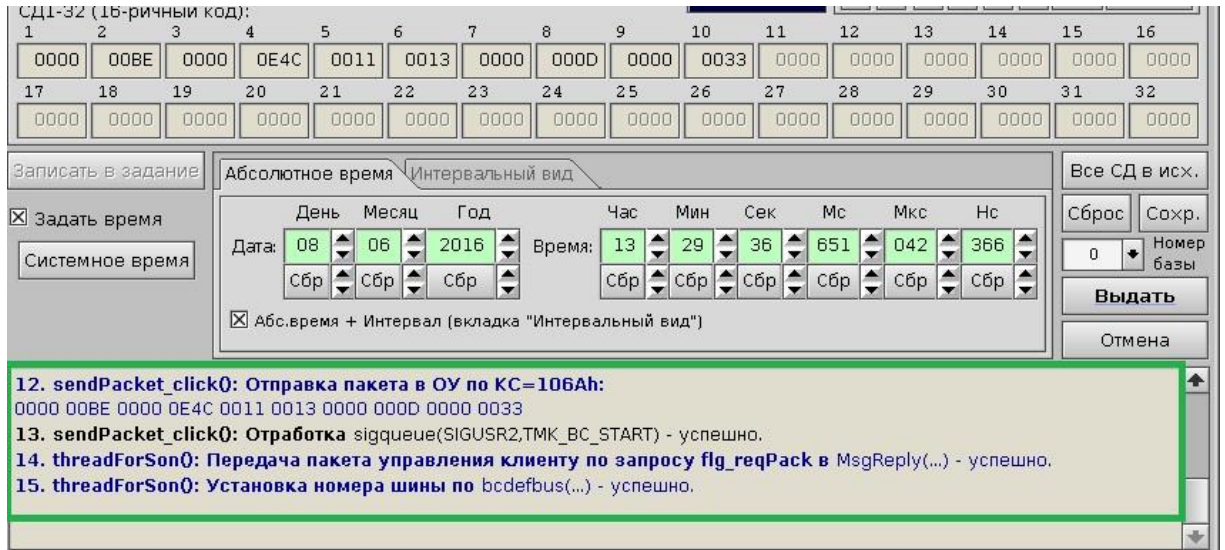 СД1-32 (16-ричный код):
1 2 3 4 5 6 7 8 9 10 11 12 13 14 15 16
0000 00BE 0000 0E4C 0011 0013 0000 000D 0000 0033 0000 0000 0000 0000 0000 0000
17 18 19 20 21 22 23 24 25 26 27 28 29 30 31 32
0000 0000 0000 0000 0000 0000 0000 0000 0000 0000 0000 0000 0000 0000 0000 0000
Записать в задание Абсолютное время Интервальный вид Все СД в исх.
Задать время День Месяц Год Час Мин Сек Мс Мкс Нс Сброс Сохр.
Системное время Дата: 08 06 2016 Время: 13 29 36 651 042 366 0 Номер базы
Сбр Сбр Сбр Сбр Сбр Сбр Сбр Сбр Сбр Выдать
Абс.время + Интервал (вкладка "Интервальный вид") Отмена
12. sendPacket_click(): Отправка пакета в ОУ по КС=106Ah:
0000 00BE 0000 0E4C 0011 0013 0000 000D 0000 0033
13. sendPacket_click(): Отработка sigqueue(SIGUSR2,TMK_BC_START) - успешно.
14. threadForSon(): Передача пакета управления клиенту по запросу flg_reqPack в MsgReply(...) - успешно.
15. threadForSon(): Установка номера шины по bcdefbus(...) - успешно.